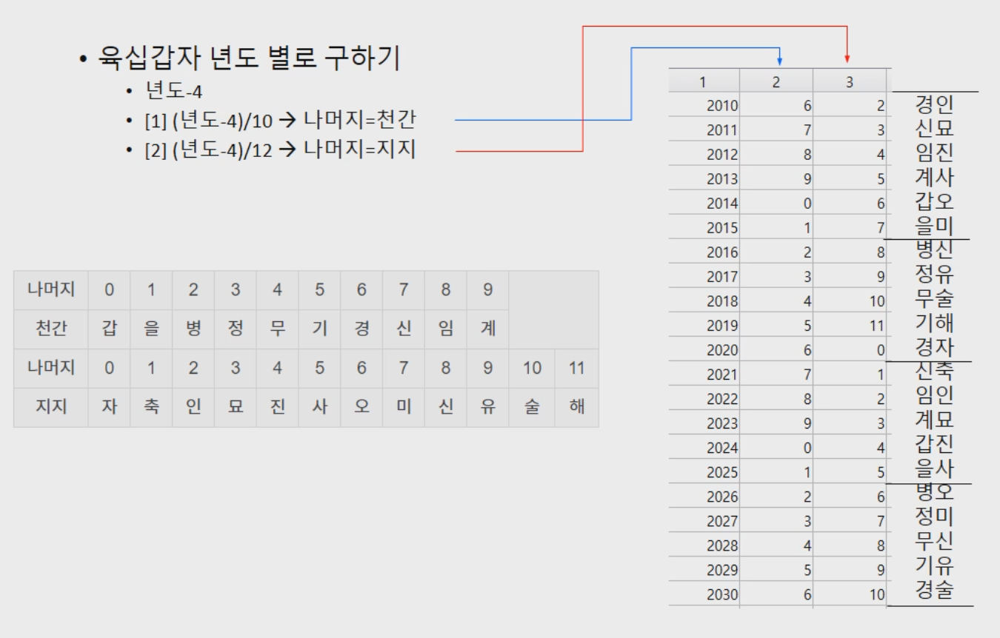 • 육십갑자 년도 별로 구하기
• 년도-4
• [1] (년도-4)/10 → 나머지=천간
• [2] (년도-4)/12 → 나머지=지지
나머지 0 1 2 3 4 5 6 7 8 9
천간 갑 을 병 정 무 기 경 신 임 계
나머지 0 1 2 3 4 5 6 7 8 9 10 11
지지 자 축 인 묘 진 사 오 미 신 유 술 해
1 2 3
2010 6 2 경인
2011 7 3 신묘
2012 8 4 임진
2013 9 5 계사
2014 0 6 갑오
2015 1 7 을미
2016 2 8 병신
2017 3 9 정유
2018 4 10 무술
2019 5 11 기해
2020 6 0 경자
2021 7 1 신축
2022 8 2 임인
2023 9 3 계묘
2024 0 4 갑진
2025 1 5 을사
2026 2 6 병오
2027 3 7 정미
2028 4 8 무신
2029 5 9 기유
2030 6 10 경술